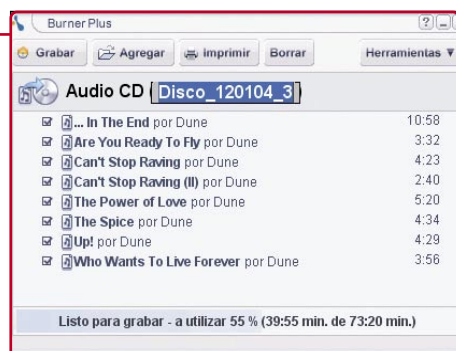 Burner Plus
Grabar Agregar Imprimir Borrar Herramientas
Audio CD ( Disco_120104_3 )
... In The End por Dune 10:58
Are You Ready To Fly por Dune 3:32
Can't Stop Raving por Dune 4:23
Can't Stop Raving (II) por Dune 2:40
The Power of Love por Dune 5:20
The Spice por Dune 4:34
Up! por Dune 4:29
Who Wants To Live Forever por Dune 3:56
Listo para grabar - a utilizar 55 % (39:55 min. de 73:20 min.)